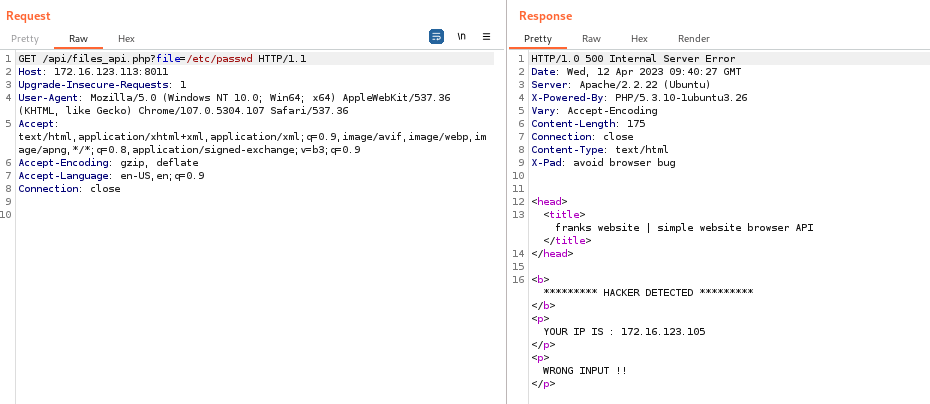 Request
Pretty Raw Hex \n
1 GET /api/files_api.php?file=/etc/passwd HTTP/1.1
2 Host: 172.16.123.113:8011
3 Upgrade-Insecure-Requests: 1
4 User-Agent: Mozilla/5.0 (Windows NT 10.0; Win64; x64) AppleWebKit/537.36
(KHTML, like Gecko) Chrome/107.0.5304.107 Safari/537.36
5 Accept:
text/html,application/xhtml+xml,application/xml;q=0.9,image/avif,image/webp,im
age/apng,*/*;q=0.8,application/signed-exchange;v=b3;q=0.9
6 Accept-Encoding: gzip, deflate
7 Accept-Language: en-US,en;q=0.9
8 Connection: close
9
10
Response
Pretty Raw Hex Render
1 HTTP/1.0 500 Internal Server Error
2 Date: Wed, 12 Apr 2023 09:40:27 GMT
3 Server: Apache/2.2.22 (Ubuntu)
4 X-Powered-By: PHP/5.3.10-1ubuntu3.26
5 Vary: Accept-Encoding
6 Content-Length: 175
7 Connection: close
8 Content-Type: text/html
9 X-Pad: avoid browser bug
10
11
12 <head>
13 <title>
franks website | simple website browser API
</title>
14 </head>
15
16 <b>
********* HACKER DETECTED *********
</b>
<p>
YOUR IP IS : 172.16.123.105
</p>
<p>
WRONG INPUT !!
</p>